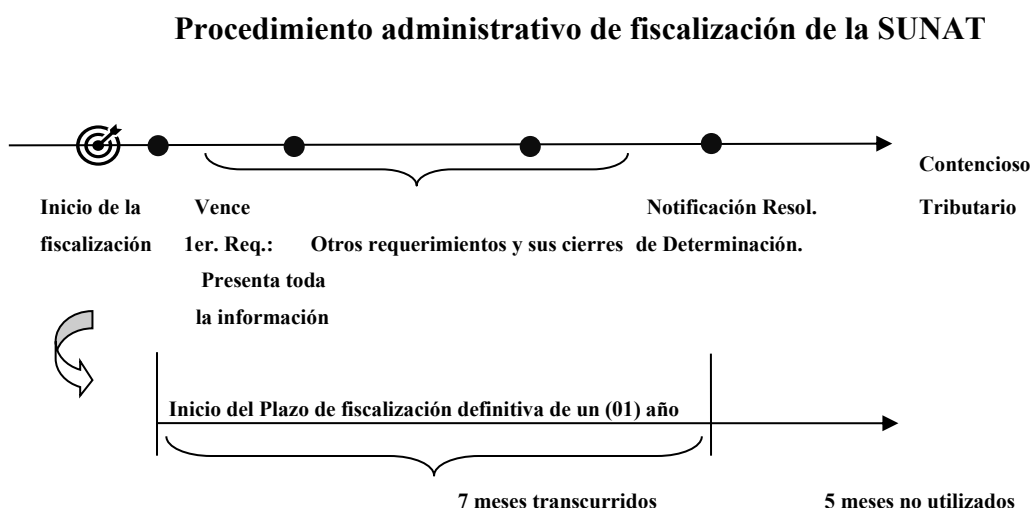 Procedimiento administrativo de fiscalización de la SUNAT
Contencioso
Tributario
Inicio de la
fiscalización
Vence
1er. Req.:
Presenta toda
la información
Otros requerimientos y sus cierres
Notificación Resol.
de Determinación.
Inicio del Plazo de fiscalización definitiva de un (01) año
7 meses transcurridos
5 meses no utilizados